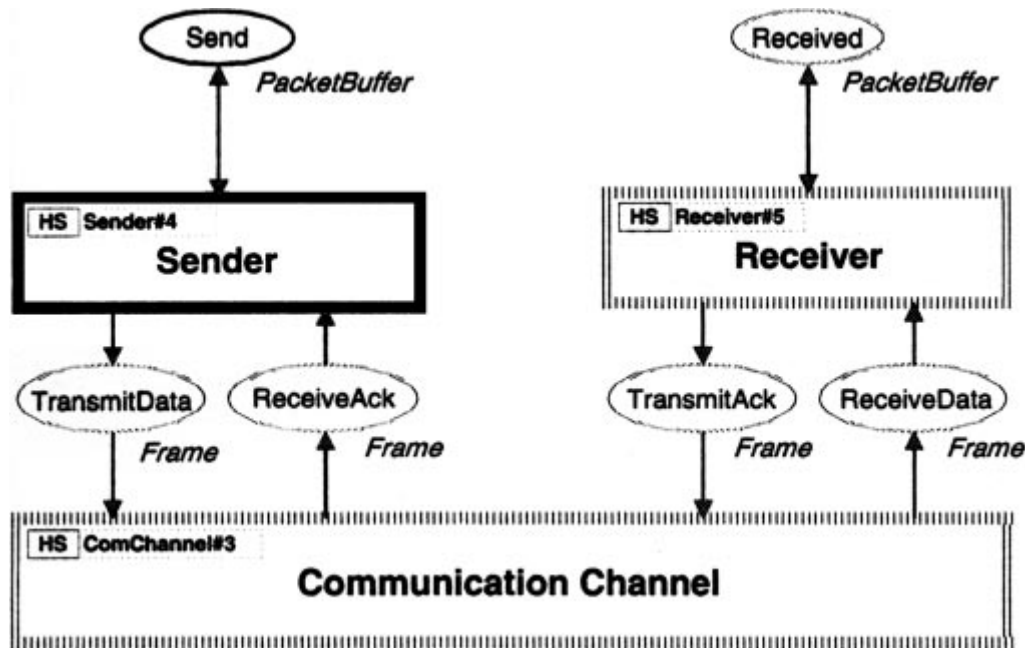 Send
Received
PacketBuffer
PacketBuffer
HS Sender#4
Sender
HS Receiver#5
Receiver
TransmitData
ReceiveAck
TransmitAck
ReceiveData
Frame
Frame
Frame
Frame
HS ComChannel#3
Communication Channel